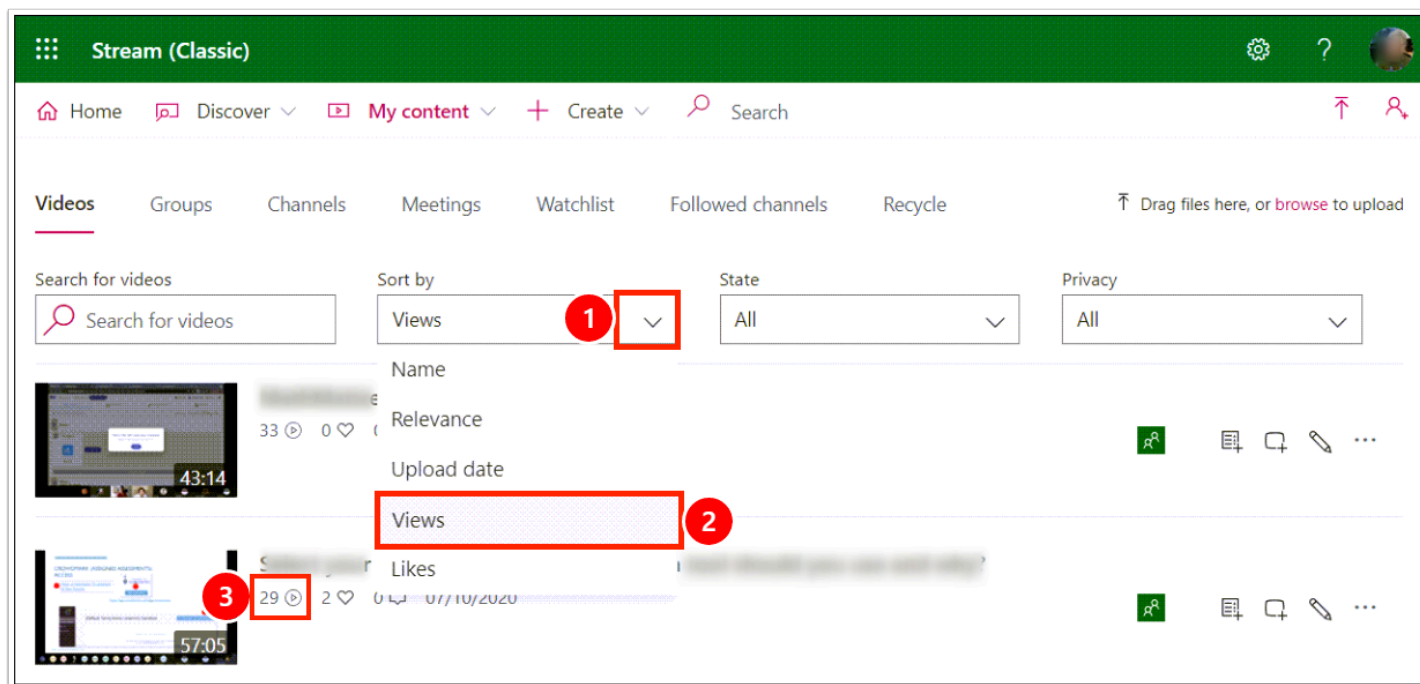 Stream (Classic)
?
Home Discover My content Create Search
Videos Groups Channels Meetings Watchlist Followed channels Recycle Drag files here, or browse to upload
Search for videos Sort by State Privacy
Search for videos Views 1 All All
Name
33 0
Relevance
43:14
Upload date
Views 2
Likes
3 29 2 0 07/10/2020
57:05